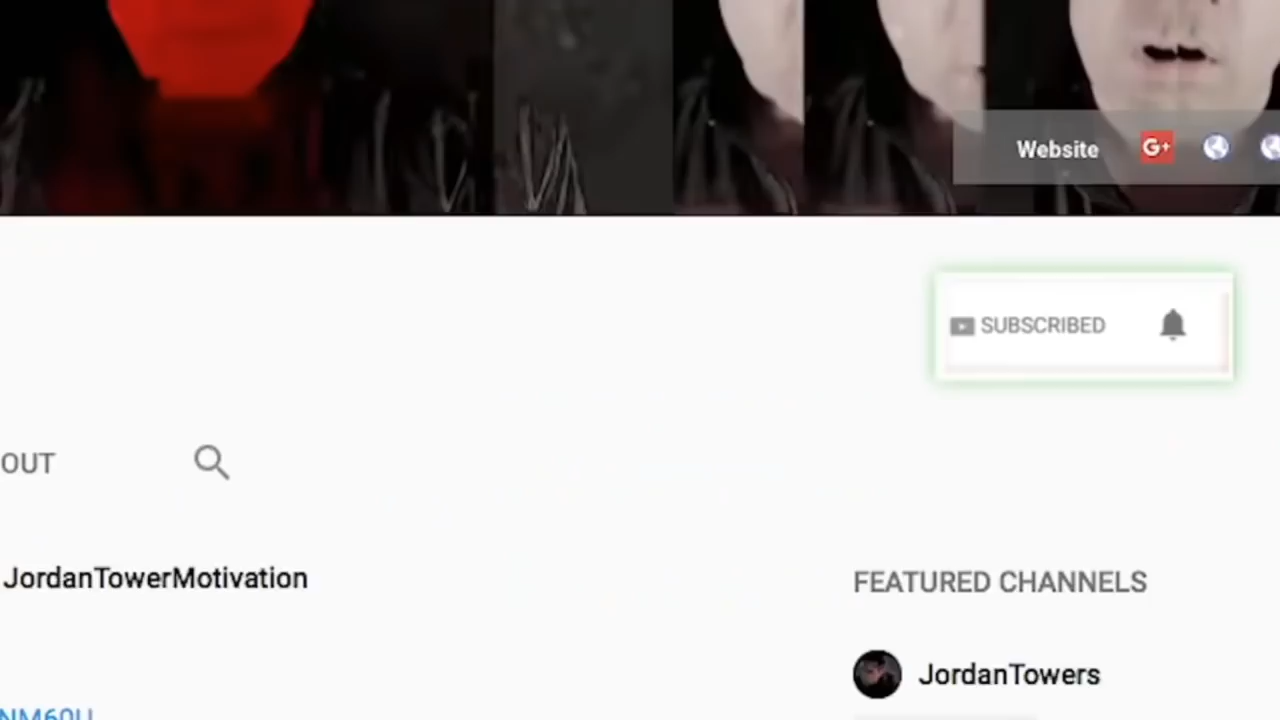 Website G+
SUBSCRIBED
OUT
JordanTowerMotivation
FEATURED CHANNELS
JordanTowers